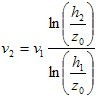 v₂ = v₁ ln(h₂/z₀) / ln(h₁/z₀)